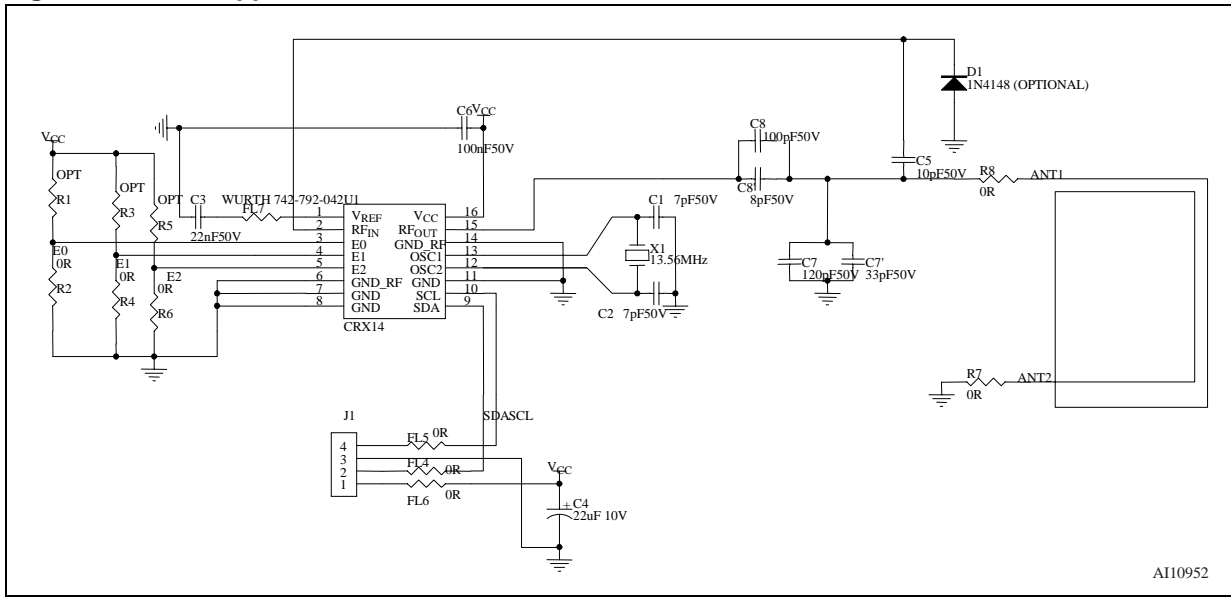 D1
1N4148 (OPTIONAL)
C6
VCC
100nF50V
C8
100pF50V
VCC
C8'
8pF50V
C5
10pF50V
R8
0R
ANT1
OPT
R1
OPT
R3
OPT
R5
C3
22nF50V
WURTH 742-792-042
FL7
U1
C1
7pF50V
1
VREF
VCC
16
2
RFIN
RFOUT
15
3
E0
GND_RF
14
4
E1
OSC1
13
5
E2
OSC2
12
6
GND_RF
GND
11
7
GND
SCL
10
8
GND
SDA
9
CRX14
X1
13.56MHz
C2
7pF50V
C7
120pF50V
C7'
33pF50V
E0
0R
R2
E1
0R
R4
E2
0R
R6
R7
0R
ANT2
J1
SDA
SCL
4
FL5
0R
3
2
FL4
0R
1
FL6
0R
VCC
+
C4
22uF 10V
AI10952